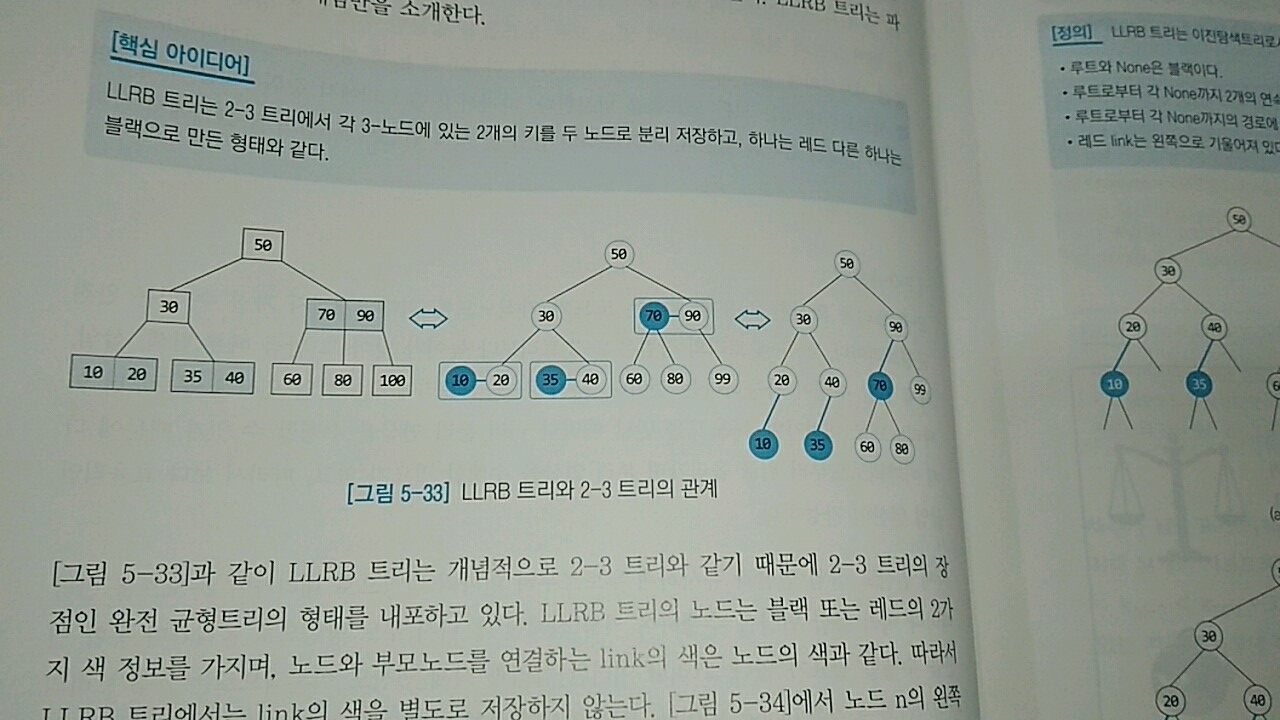 소개한다.
LLRB 트리는 파
[핵심 아이디어]
LLRB 트리는 2-3 트리에서 각 3-노드에 있는 2개의 키를 두 노드로 분리 저장하고, 하나는 레드 다른 하나는
블랙으로 만든 형태와 같다.
50
30 70 90
10 20 35 40 60 80 100
50
30 70 90
10 20 35 40 60 80 99
50
30 90
20 40 70 99
10 35 60 80
[그림 5-33] LLRB 트리와 2-3 트리의 관계
[그림 5-33]과 같이 LLRB 트리는 개념적으로 2-3 트리와 같기 때문에 2-3 트리의 장
점인 완전 균형트리의 형태를 내포하고 있다. LLRB 트리의 노드는 블랙 또는 레드의 2가
지 색 정보를 가지며, 노드와 부모노드를 연결하는 link의 색은 노드의 색과 같다. 따라서
LLRB 트리에서는 link의 색을 별도로 저장하지 않는다. [그림 5-34]에서 노드 n의 왼쪽
[정의] LLRB 트리는 이진탐색트리로서
• 루트와 None은 블랙이다.
• 루트로부터 각 None까지 2개의
• 루트로부터 각 None까지의 경로에
• 레드 link는 왼쪽으로 기울어져 있다
50
30
20 40
10 35
(a
30
20 40